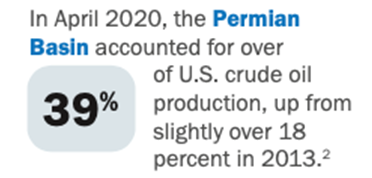 In April 2020, the Permian
Basin accounted for over
39% of U.S. crude oil
production, up from
slightly over 18
percent in 2013.2